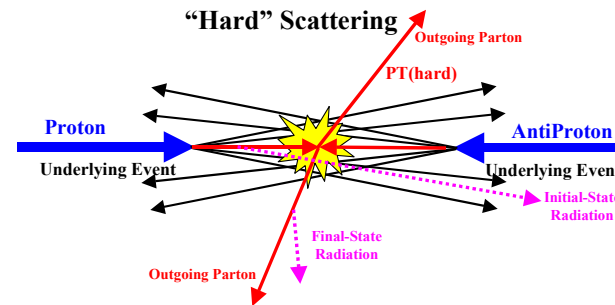 “Hard” Scattering
Outgoing Parton
PT(hard)
Proton
AntiProton
Underlying Event
Underlying Event
Initial-State
Radiation
Final-State
Radiation
Outgoing Parton